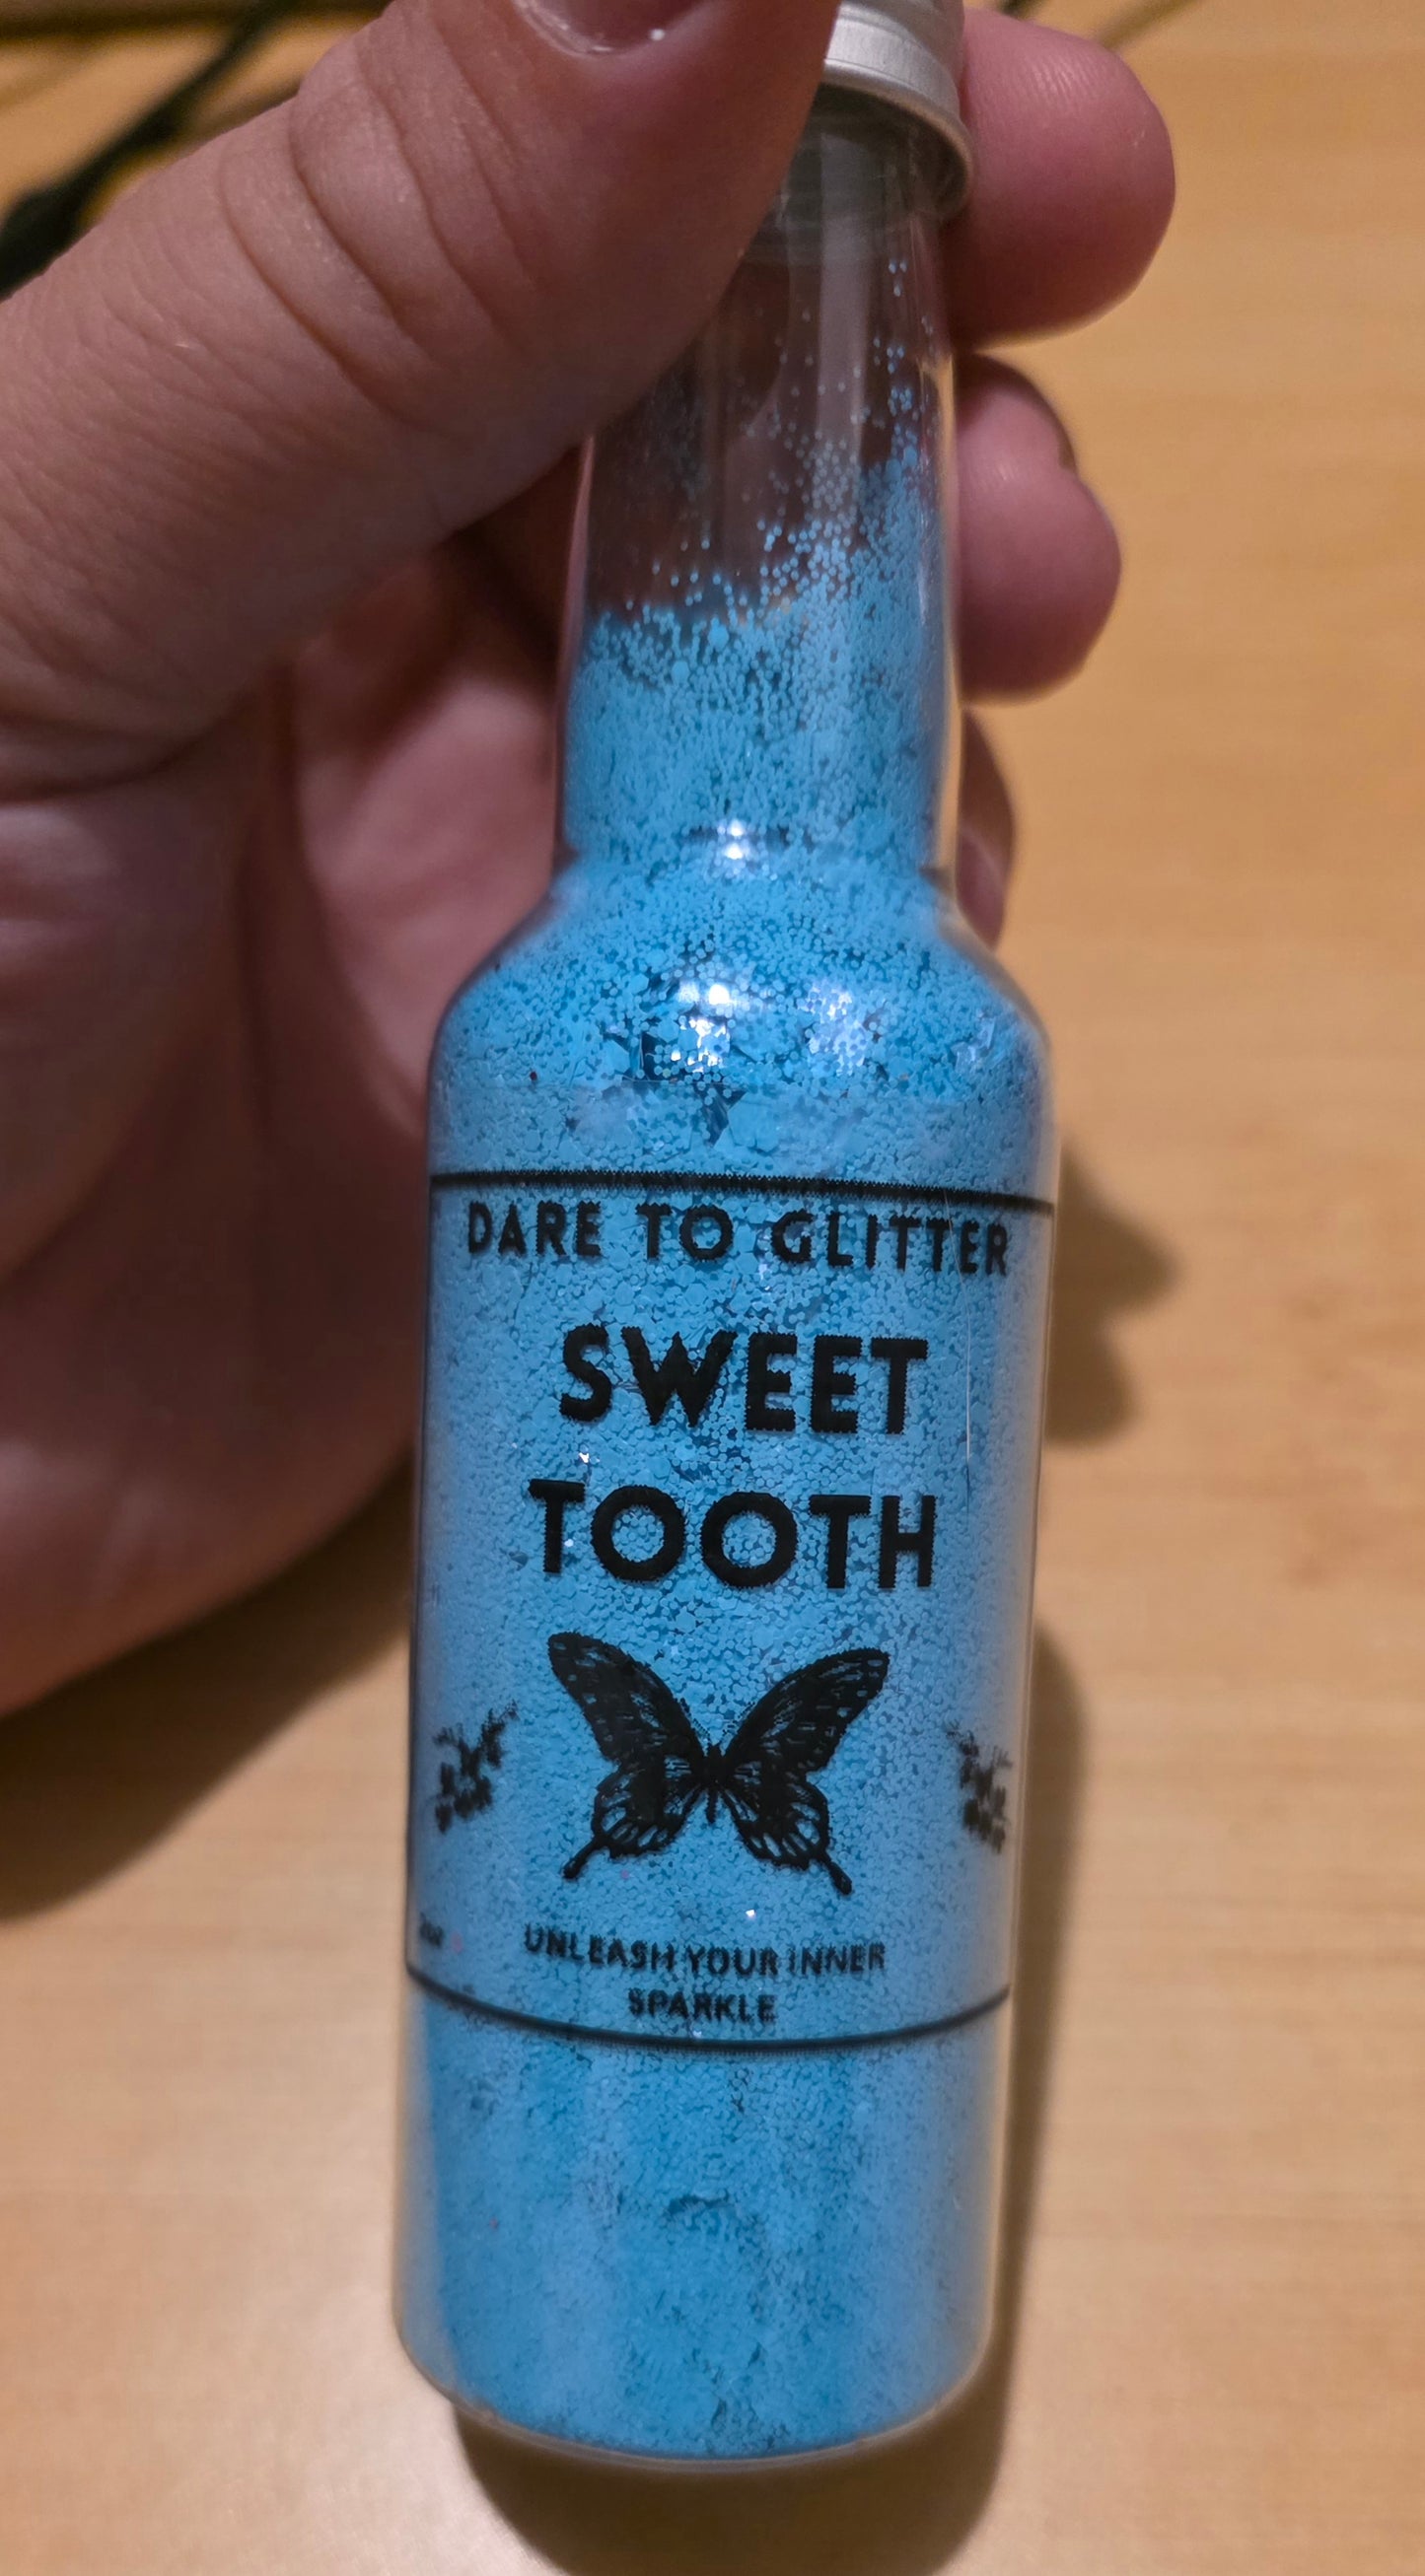 DARE TO GLITTER
SWEET
TOOTH
UNLEASH YOUR INNER
SPARKLE